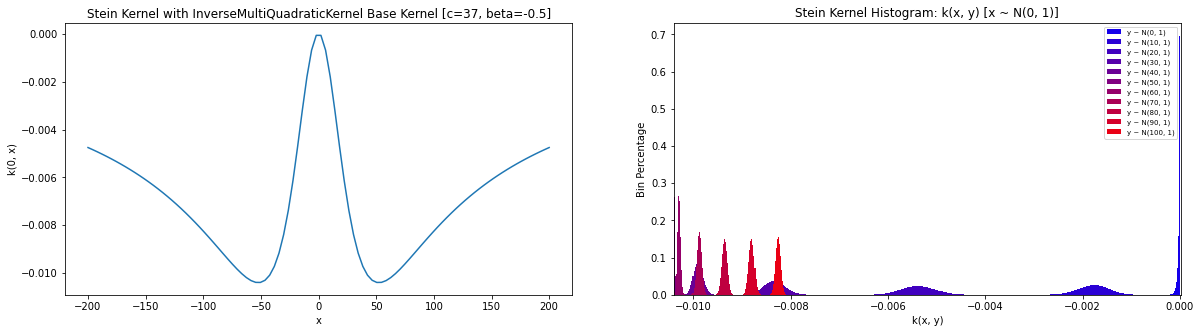 Stein Kernel with InverseMultiQuadraticKernel Base Kernel [c=37, beta=-0.5]
0.000
−0.002
−0.004
−0.006
−0.008
−0.010
k(0, x)
−200
−150
−100
−50
0
50
100
150
200
x
Stein Kernel Histogram: k(x, y) [x ~ N(0, 1)]
0.7
0.6
0.5
0.4
0.3
0.2
0.1
0.0
Bin Percentage
y ~ N(0, 1)
y ~ N(10, 1)
y ~ N(20, 1)
y ~ N(30, 1)
y ~ N(40, 1)
y ~ N(50, 1)
y ~ N(60, 1)
y ~ N(70, 1)
y ~ N(80, 1)
y ~ N(90, 1)
y ~ N(100, 1)
−0.010
−0.008
−0.006
−0.004
−0.002
0.000
k(x, y)